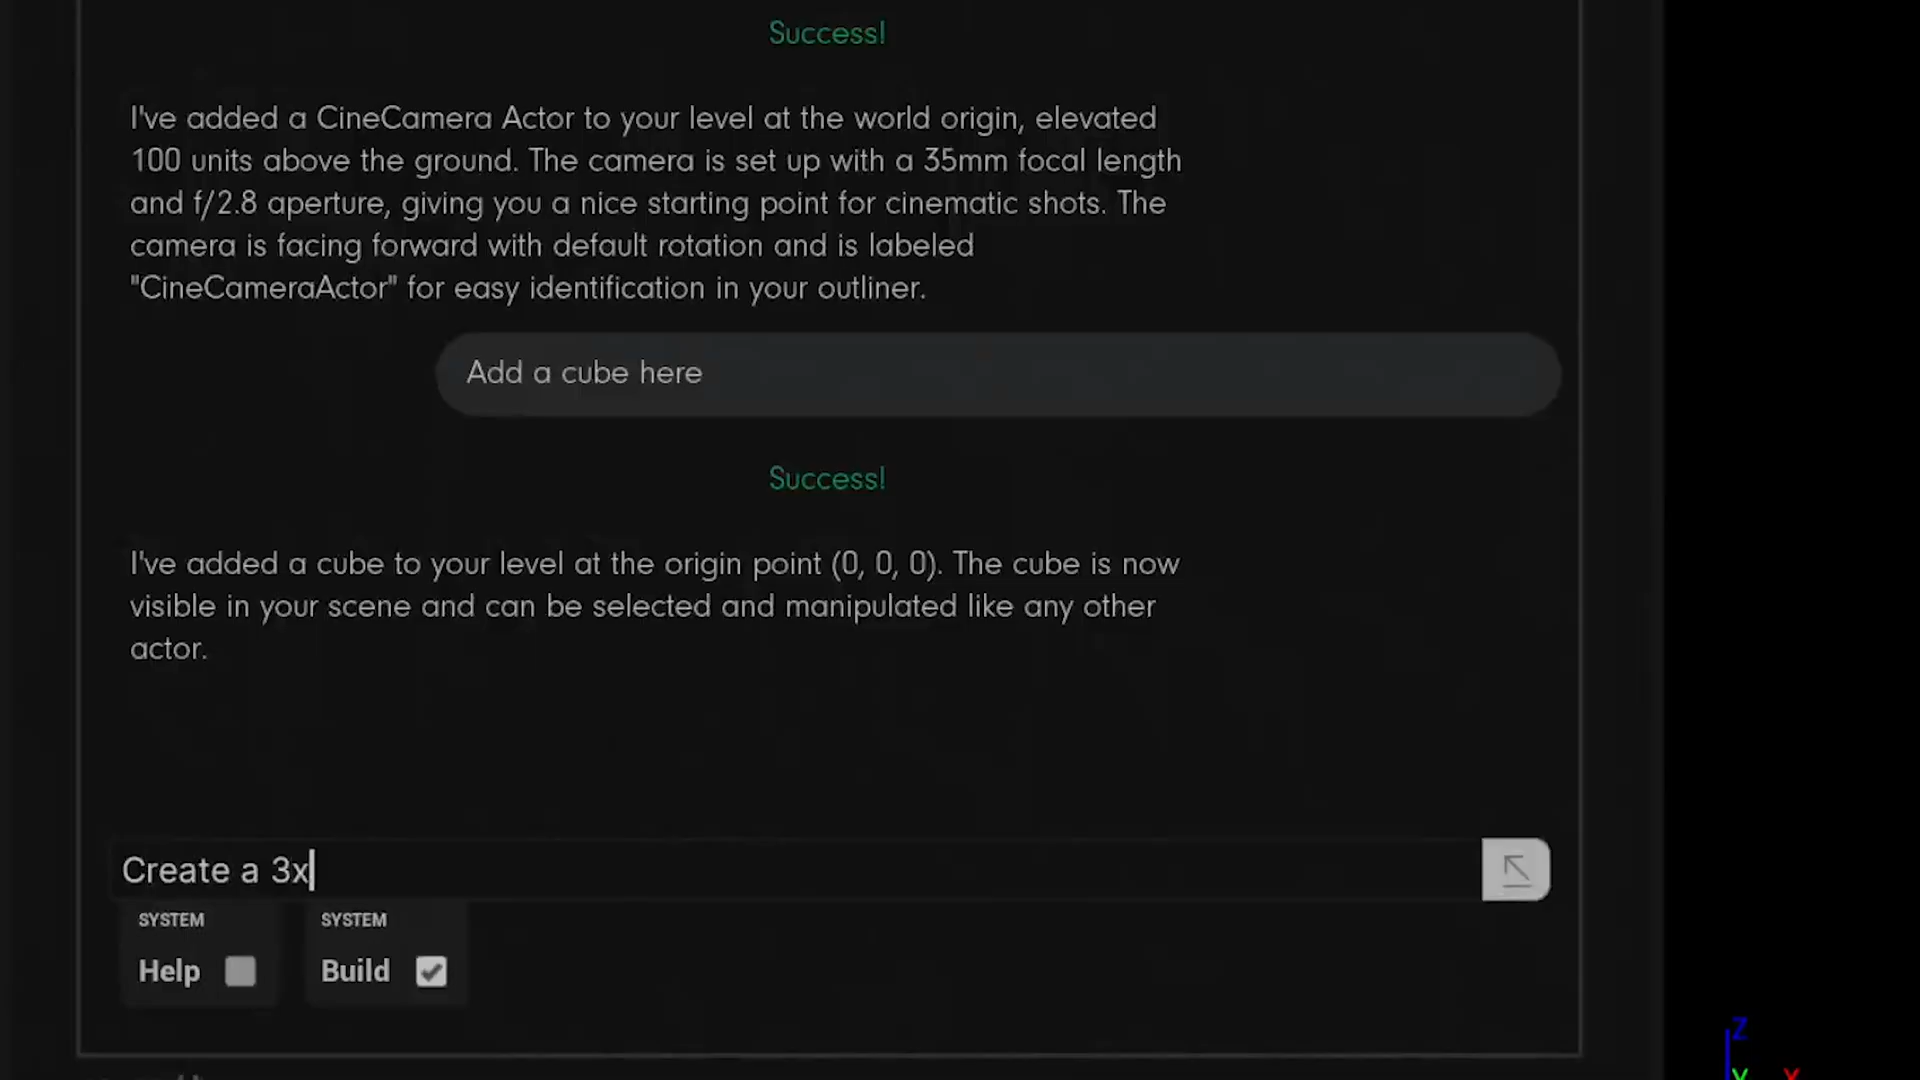 Success!
I've added a CineCamera Actor to your level at the world origin, elevated
100 units above the ground. The camera is set up with a 35mm focal length
and f/2.8 aperture, giving you a nice starting point for cinematic shots. The
camera is facing forward with default rotation and is labeled
"CineCameraActor" for easy identification in your outliner.
Add a cube here
Success!
I've added a cube to your level at the origin point (0, 0, 0). The cube is now
visible in your scene and can be selected and manipulated like any other
actor.
Create a 3x
SYSTEM SYSTEM
Help Build
Z
Y X